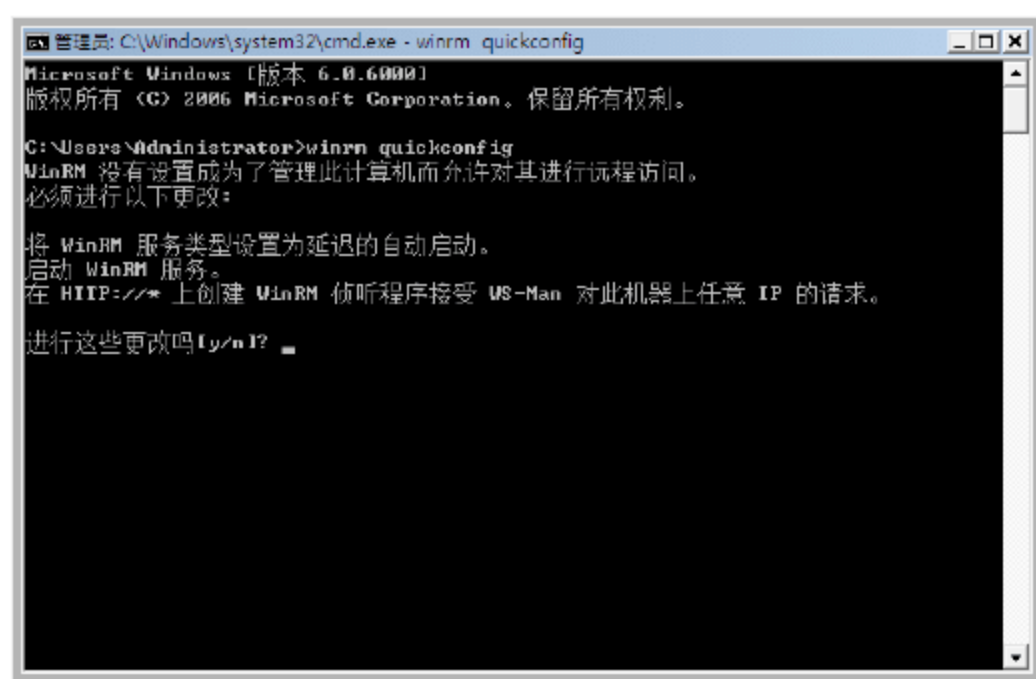 管理员: C:\Windows\system32\cmd.exe - winrm quickconfig
Microsoft Windows [版本 6.0.6000]
版权所有 (C) 2006 Microsoft Corporation。保留所有权利。
C:\Users\Administrator>winrm quickconfig
WinRM 没有设置成为了管理此计算机而允许对其进行远程访问。
必须进行以下更改:
将 WinRM 服务类型设置为延迟的自动启动。
启动 WinRM 服务。
在 HTTP://* 上创建 WinRM 侦听程序接受 WS-Man 对此机器上任意 IP 的请求。
进行这些更改吗[y/n]?